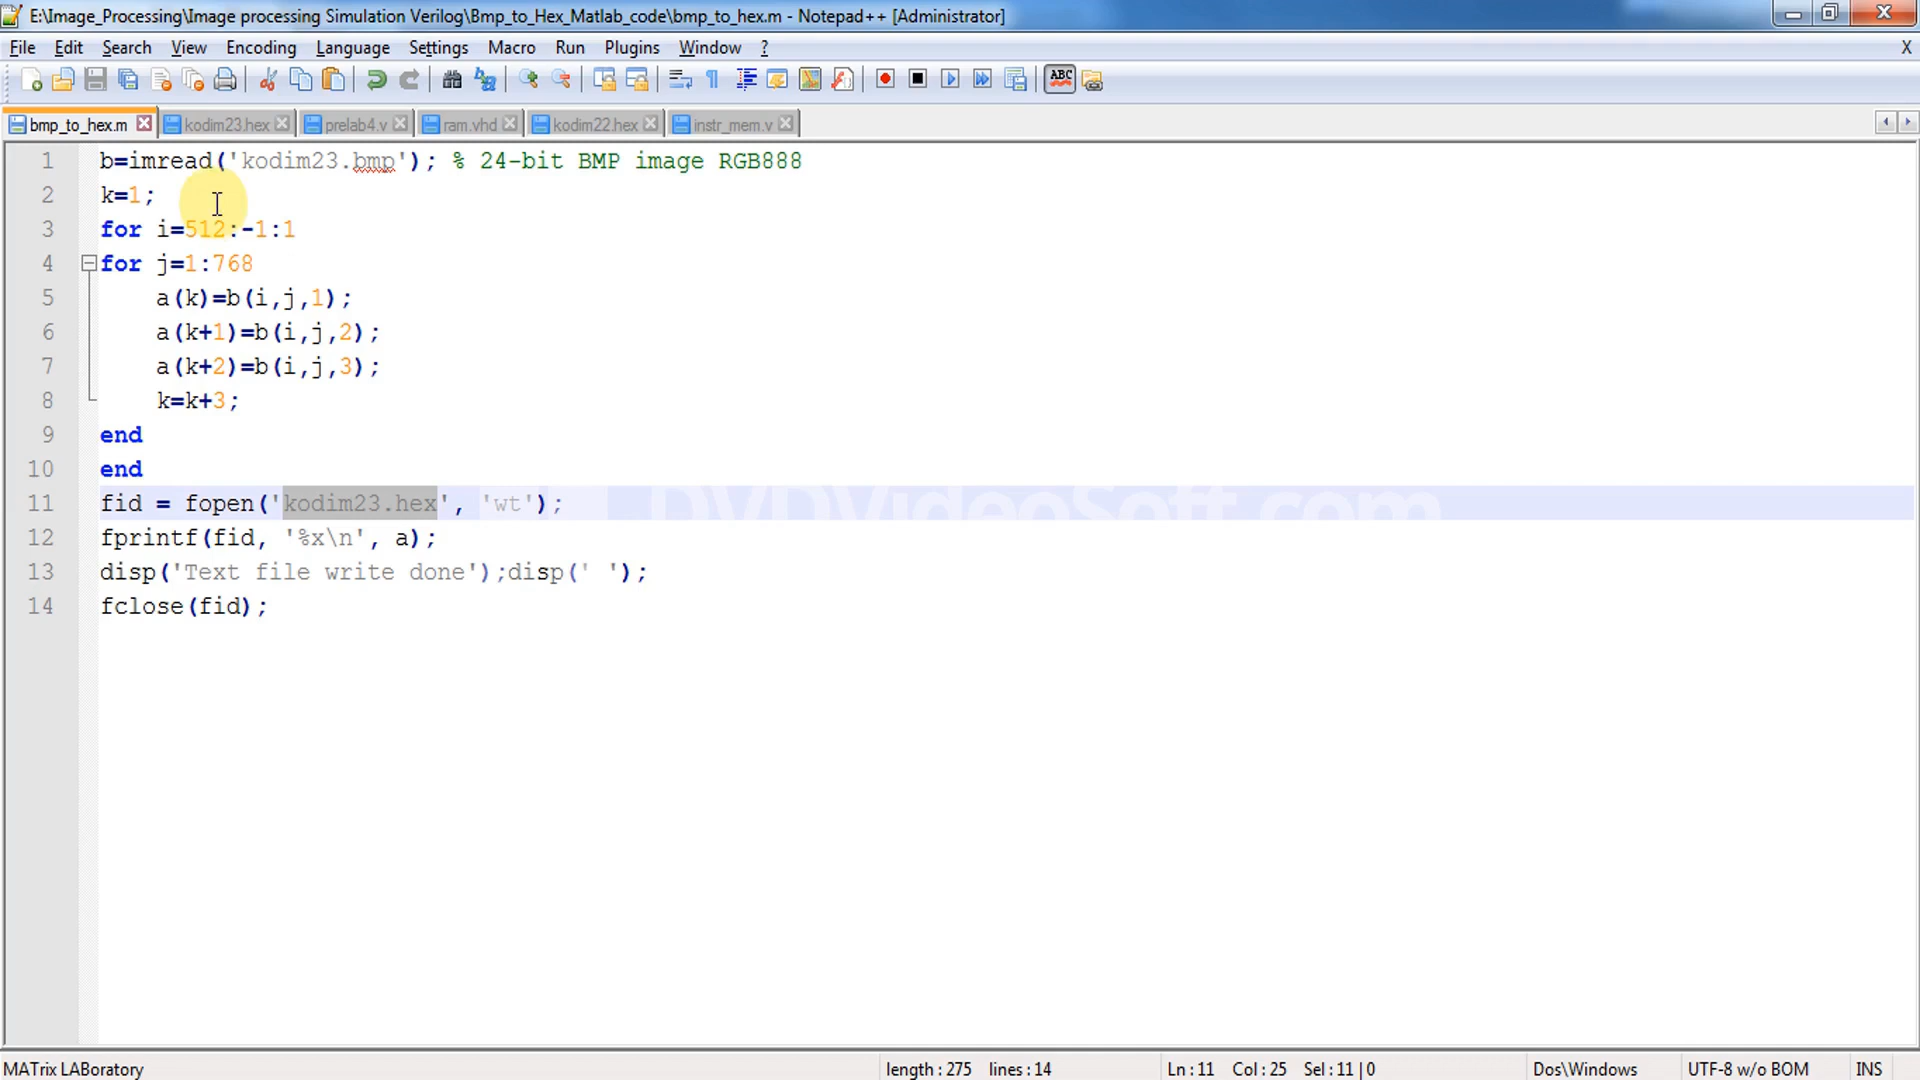 E:\Image_Processing\Image processing Simulation Verilog\Bmp_to_Hex_Matlab_code\bmp_to_hex.m - Notepad++ [Administrator]
File Edit Search View Encoding Language Settings Macro Run Plugins Window ? X
ABC
bmp_to_hex.m kodim23.hex prelab4.v ram.vhd kodim22.hex instr_mem.v
1 b=imread('kodim23.bmp'); % 24-bit BMP image RGB888
2 k=1;
3 for i=512:-1:1
4 for j=1:768
5 a(k)=b(i,j,1);
6 a(k+1)=b(i,j,2);
7 a(k+2)=b(i,j,3);
8 k=k+3;
9 end
10 end
11 fid = fopen('kodim23.hex', 'wt');
DVDVideoSoft.com
12 fprintf(fid, '%x\n', a);
13 disp('Text file write done');disp(' ');
14 fclose(fid);
MATrix LABoratory length : 275 lines : 14 Ln : 11 Col : 25 Sel : 11 | 0 Dos\Windows UTF-8 w/o BOM INS